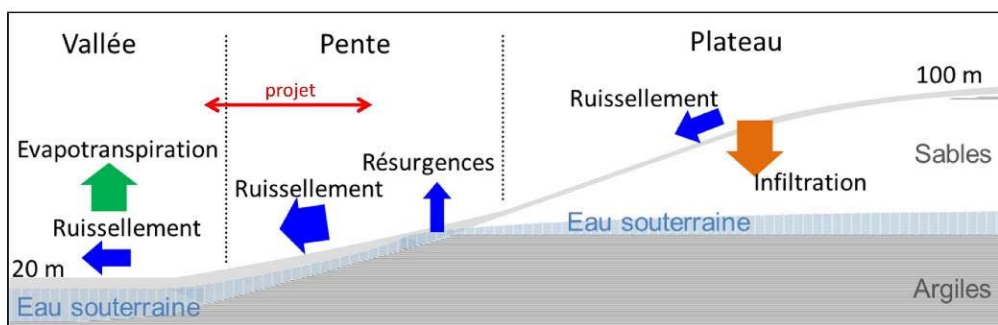 Vallée
Pente
Plateau
projet
100 m
Ruissellement
Evapotranspiration
Résurgences
Sables
Ruissellement
Infiltration
Ruissellement
Eau souterraine
20 m
Argiles
Eau souterraine